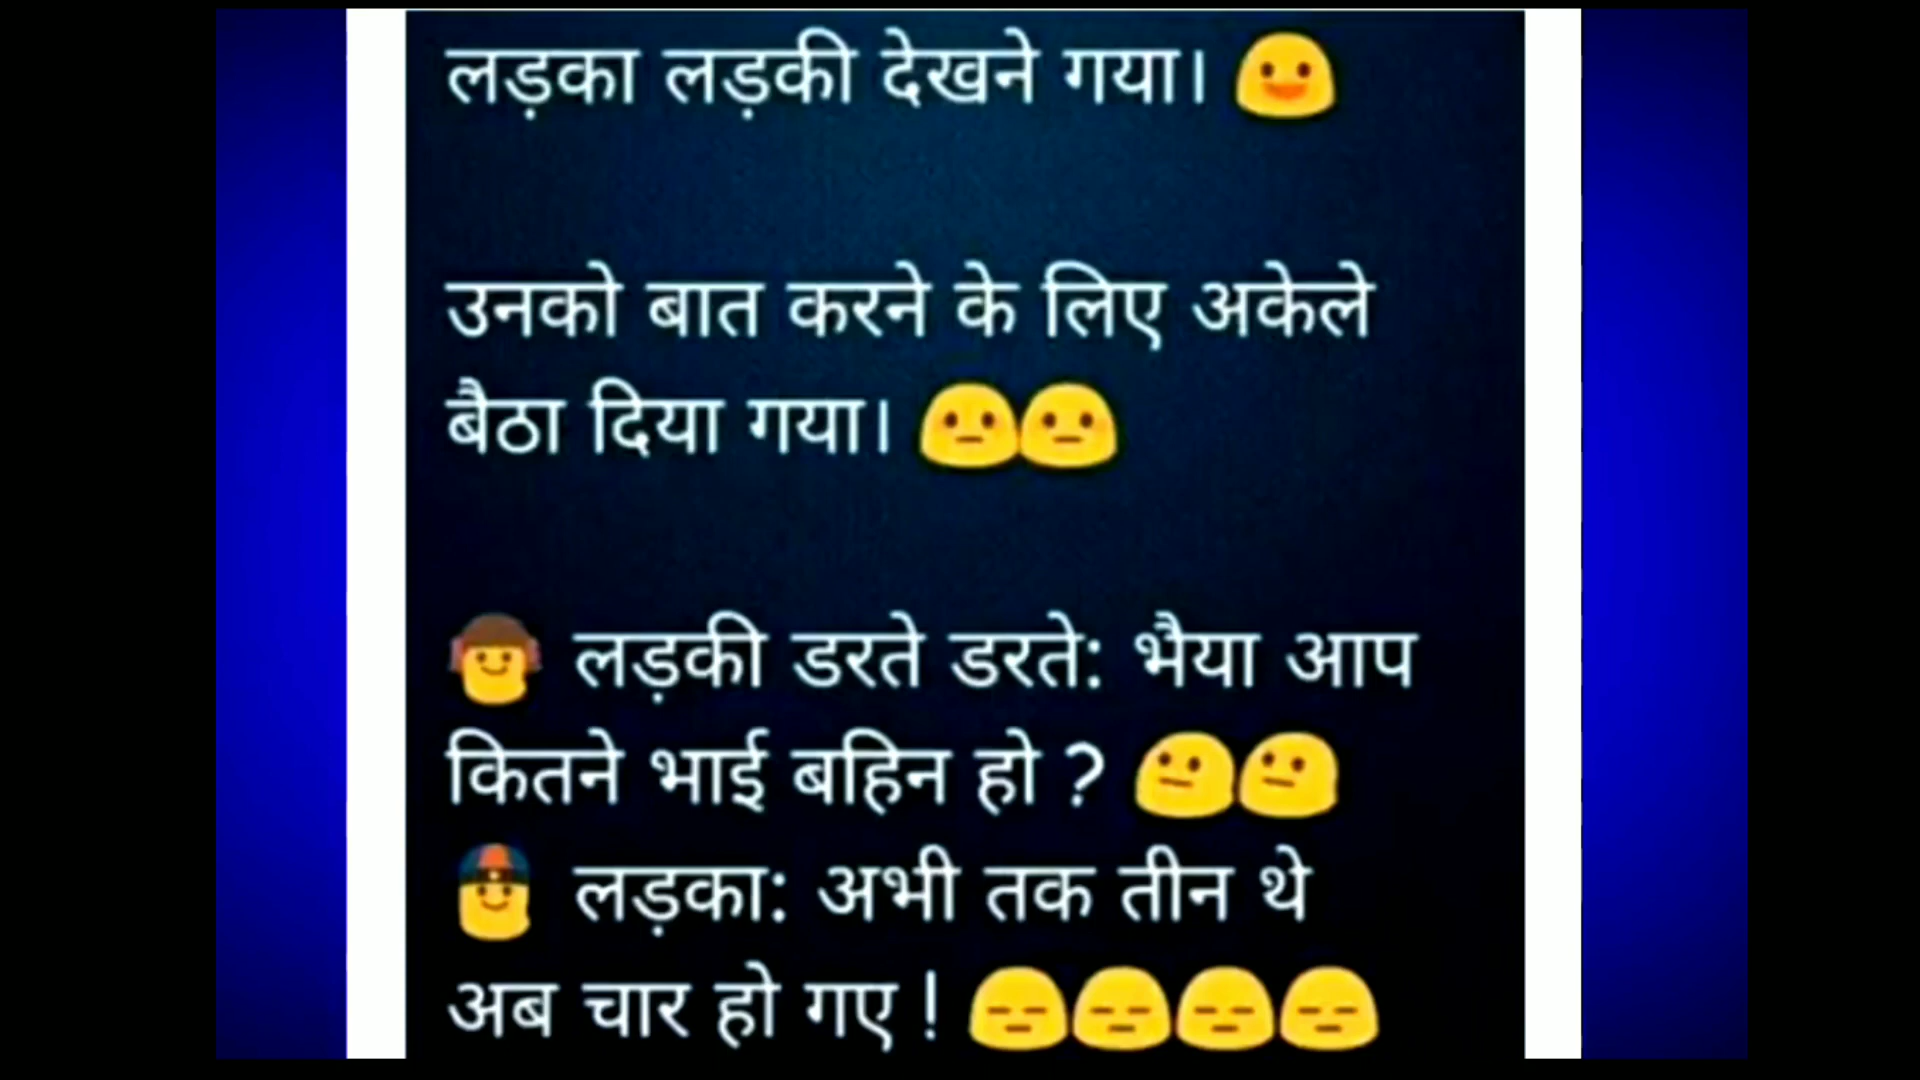 लड़का लड़की देखने गया। 😃
उनको बात करने के लिए अकेले
बैठा दिया गया। 😐😐
👧 लड़की डरते डरते: भैया आप
कितने भाई बहिन हो ? 😐😐
👦 लड़का: अभी तक तीन थे
अब चार हो गए ! 😑😑😑😑